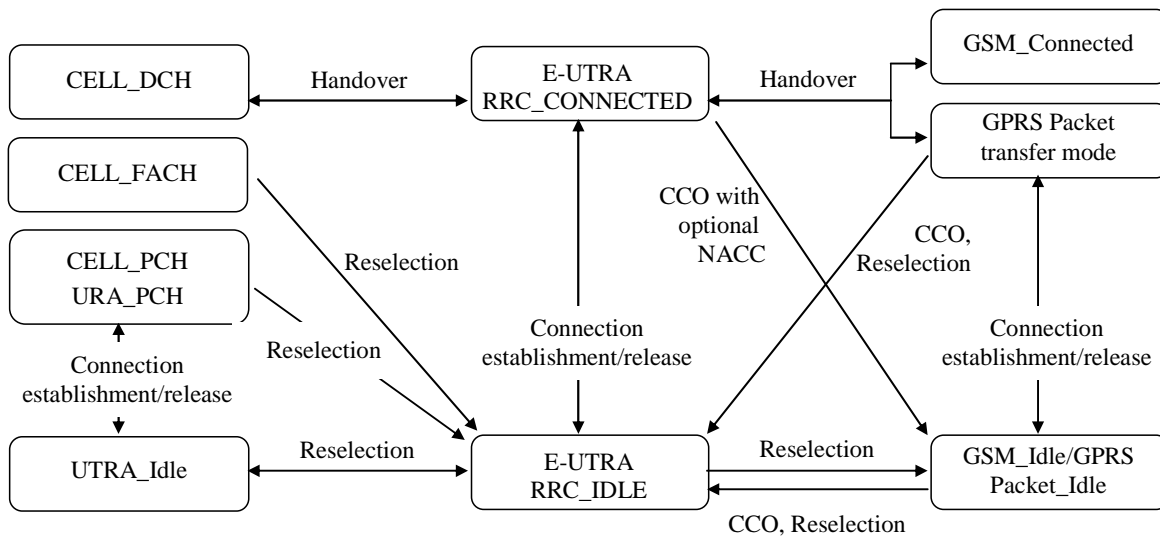 CELL_DCH
Handover
E-UTRA
RRC_CONNECTED
Handover
GSM_Connected
GPRS Packet
transfer mode
CELL_FACH
CELL_PCH
URA_PCH
Reselection
CCO with
optional
NACC
CCO,
Reselection
Reselection
Connection
establishment/release
Connection
establishment/release
Connection
establishment/release
UTRA_Idle
Reselection
E-UTRA
RRC_IDLE
Reselection
CCO, Reselection
GSM_Idle/GPRS
Packet_Idle